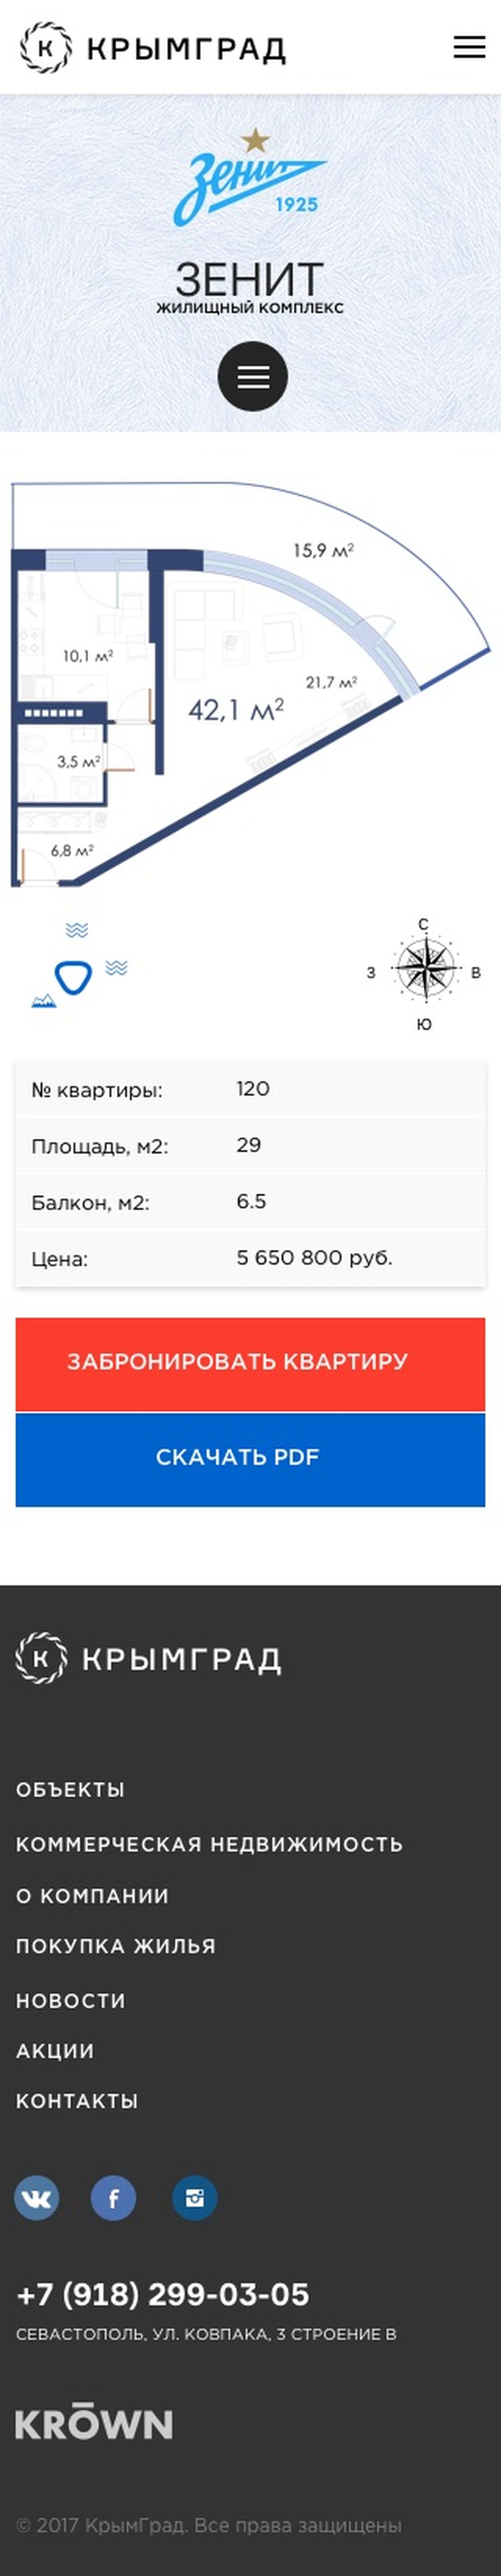 К КРЫМГРАД
Зенит
1925
ЗЕНИТ
ЖИЛИЩНЫЙ КОМПЛЕКС
15,9 м²
10,1 м²
21,7 м²
42,1 м²
3,5 м²
6,8 м²
С
З В
Ю
№ квартиры: 120
Площадь, м2: 29
Балкон, м2: 6.5
Цена: 5 650 800 руб.
ЗАБРОНИРОВАТЬ КВАРТИРУ
СКАЧАТЬ PDF
К КРЫМГРАД
ОБЪЕКТЫ
КОММЕРЧЕСКАЯ НЕДВИЖИМОСТЬ
О КОМПАНИИ
ПОКУПКА ЖИЛЬЯ
НОВОСТИ
АКЦИИ
КОНТАКТЫ
+7 (918) 299-03-05
СЕВАСТОПОЛЬ, УЛ. КОВПАКА, 3 СТРОЕНИЕ В
KRŌWN
© 2017 КрымГрад. Все права защищены